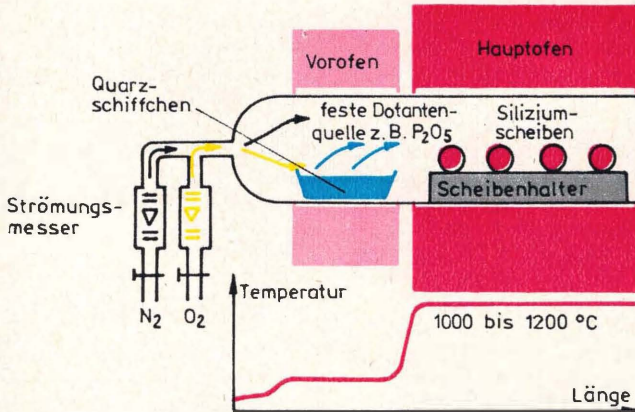 Vorofen
Hauptofen
Quarz-
schiffchen
feste Dotanten-
quelle z. B. P₂O₅
Silizium-
scheiben
Scheibenhalter
Strömungs-
messer
N₂
O₂
Temperatur
1000 bis 1200 °C
Länge